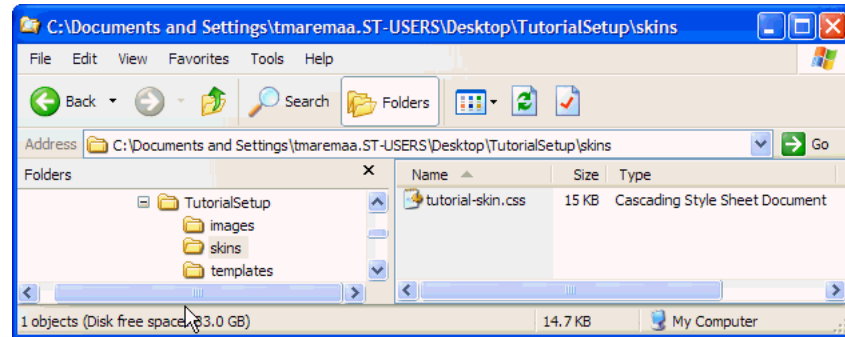 C:\Documents and Settings\tmaremaa.ST-USERS\Desktop\TutorialSetup\skins
File Edit View Favorites Tools Help
Back Search Folders
Address C:\Documents and Settings\tmaremaa.ST-USERS\Desktop\TutorialSetup\skins Go
Folders x Name Size Type
TutorialSetup tutorial-skin.css 15 KB Cascading Style Sheet Document
images
skins
templates
1 objects (Disk free space: 33.0 GB) 14.7 KB My Computer